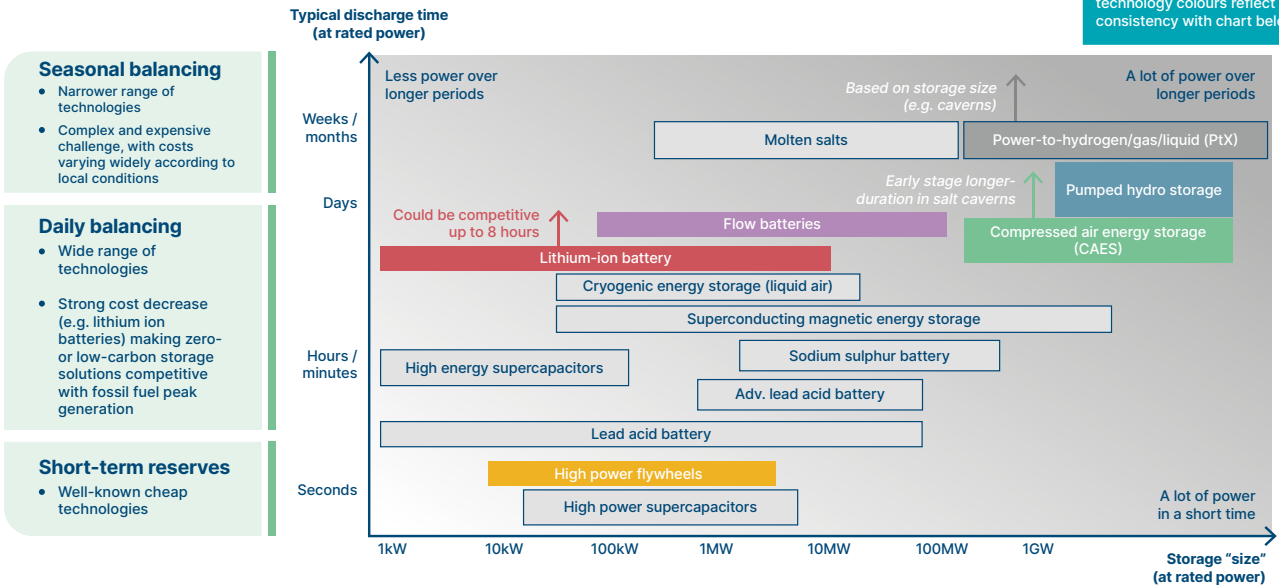 technology colours reflect
consistency with chart
Typical discharge time
(at rated power)
Seasonal balancing
• Narrower range of
technologies
• Complex and expensive
challenge, with costs
varying widely according to
local conditions
Daily balancing
• Wide range of
technologies
• Strong cost decrease
(e.g. lithium ion
batteries) making zero-
or low-carbon storage
solutions competitive
with fossil fuel peak
generation
Short-term reserves
• Well-known cheap
technologies
Weeks /
months
Days
Hours /
minutes
Seconds
Less power over
longer periods
Based on storage size
(e.g. caverns)
A lot of power over
longer periods
Molten salts
Power-to-hydrogen/gas/liquid (PtX)
Early stage longer-
duration in salt caverns
Pumped hydro storage
Could be competitive
up to 8 hours
Flow batteries
Compressed air energy storage
(CAES)
Lithium-ion battery
Cryogenic energy storage (liquid air)
Superconducting magnetic energy storage
High energy supercapacitors
Sodium sulphur battery
Adv. lead acid battery
Lead acid battery
High power flywheels
High power supercapacitors
A lot of power
in a short time
1kW
10kW
100kW
1MW
10MW
100MW
1GW
Storage “size”
(at rated power)